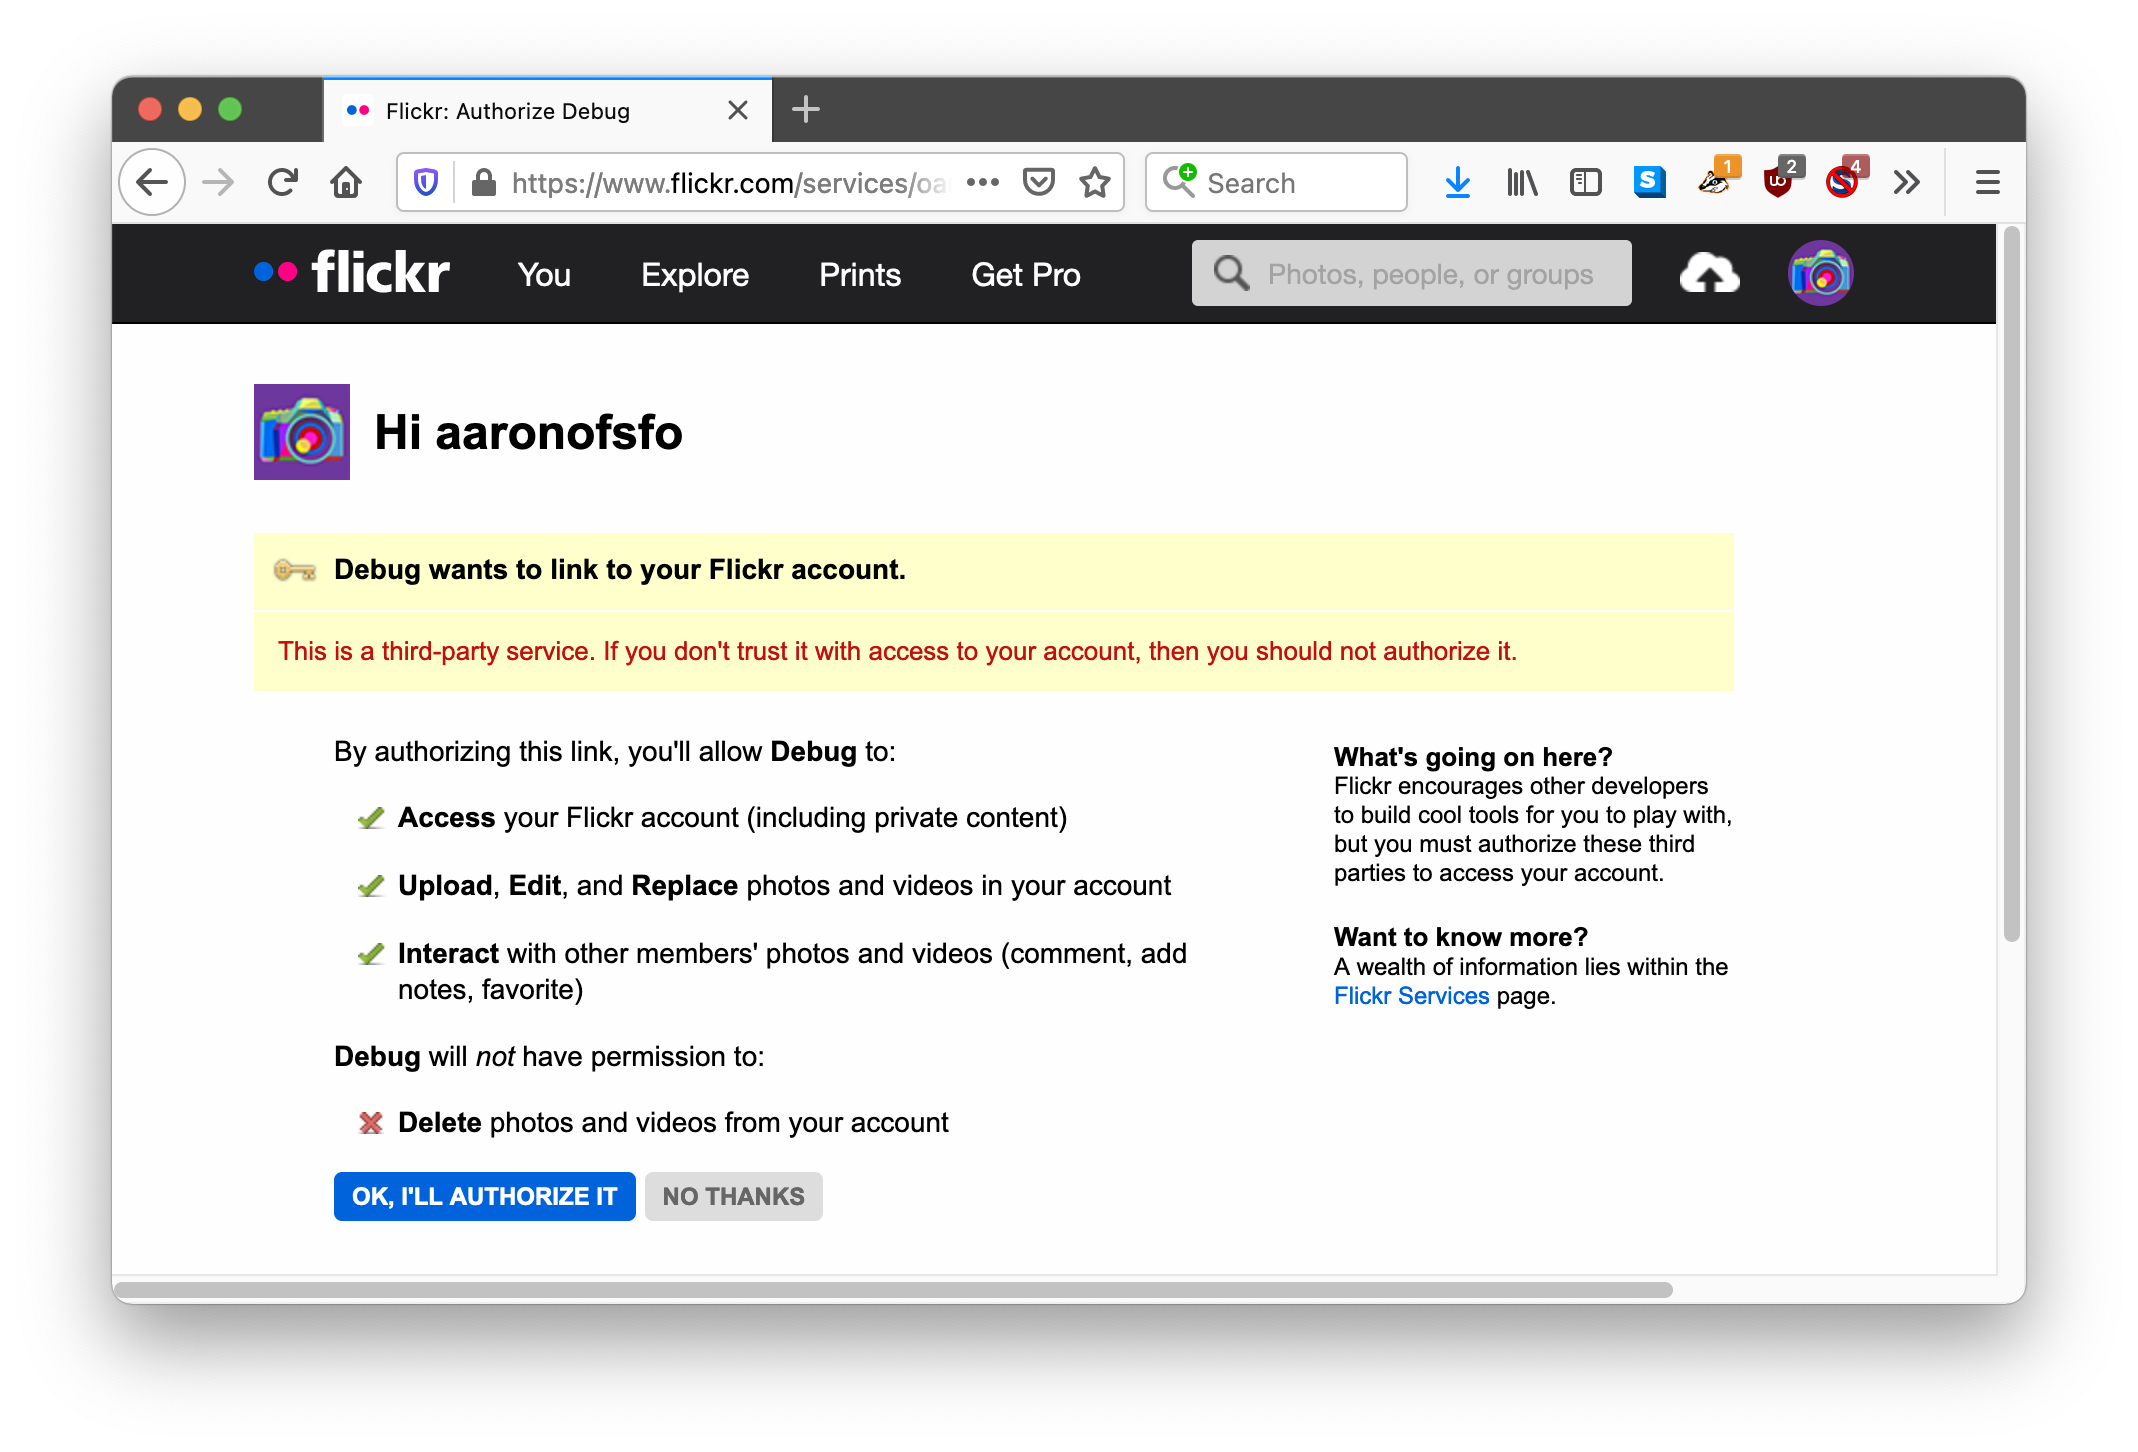 Flickr: Authorize Debug
https://www.flickr.com/services/oa
Search
1
2
4
flickr
You
Explore
Prints
Get Pro
Photos, people, or groups
Hi aaronofsfo
Debug wants to link to your Flickr account.
This is a third-party service. If you don't trust it with access to your account, then you should not authorize it.
By authorizing this link, you'll allow Debug to:
Access your Flickr account (including private content)
Upload, Edit, and Replace photos and videos in your account
Interact with other members' photos and videos (comment, add
notes, favorite)
Debug will not have permission to:
Delete photos and videos from your account
OK, I'LL AUTHORIZE IT
NO THANKS
What's going on here?
Flickr encourages other developers
to build cool tools for you to play with,
but you must authorize these third
parties to access your account.
Want to know more?
A wealth of information lies within the
Flickr Services page.